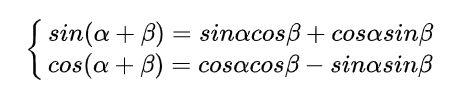 sin(α + β) = sinαcosβ + cosαsinβ
cos(α + β) = cosαcosβ − sinαsinβ